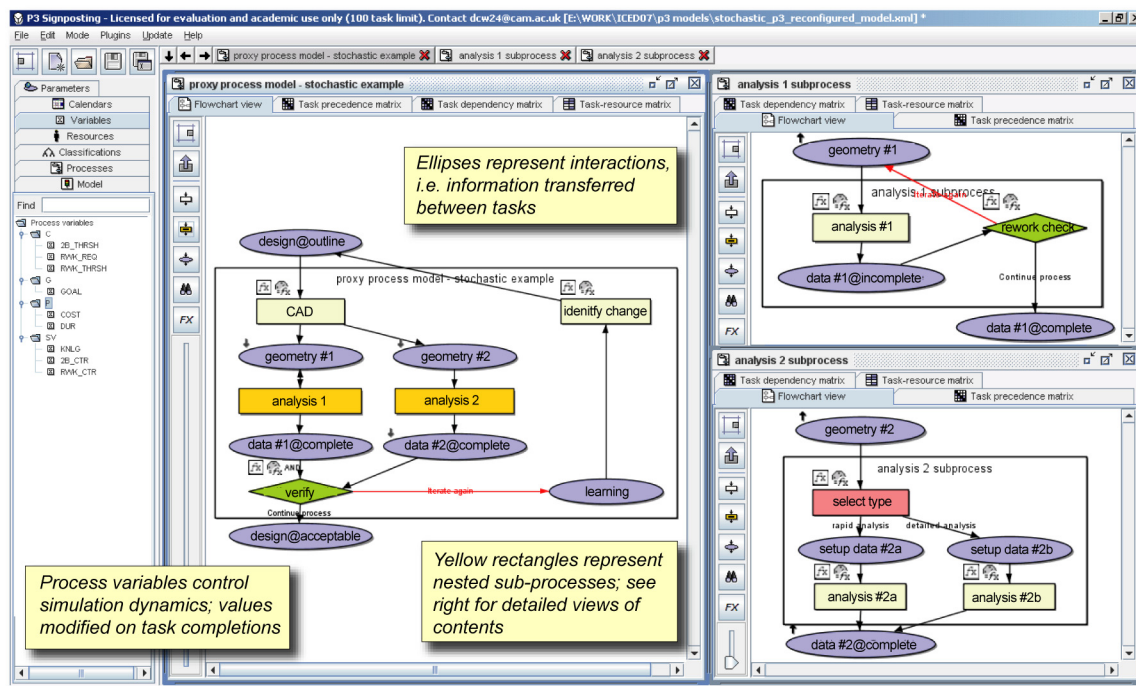 P3 Signposting - Licensed for evaluation and academic use only (100 task limit). Contact dcw24@cam.ac.uk [E:\WORK\ICED07\p3 models\stochastic_p3_reconfigured_model.xml] *
File Edit Mode Plugins Update Help
proxy process model - stochastic example
analysis 1 subprocess
analysis 2 subprocess
Parameters
Calendars
Variables
Resources
Classifications
Processes
Model
Find
Process variables
C
2B_THRSH
RWK_REQ
RWK_THRSH
G
GOAL
P
COST
DUR
SV
KNLG
2B_CTR
RWK_CTR
proxy process model - stochastic example
Flowchart view
Task precedence matrix
Task dependency matrix
Task-resource matrix
FX
Ellipses represent interactions,
i.e. information transferred
between tasks
design@outline
proxy process model - stochastic example
CAD
idenitfy change
geometry #1
geometry #2
analysis 1
analysis 2
data #1@complete
data #2@complete
AND
verify
Iterate again
learning
Continue process
design@acceptable
Process variables control
simulation dynamics; values
modified on task completions
Yellow rectangles represent
nested sub-processes; see
right for detailed views of
contents
analysis 1 subprocess
Task dependency matrix
Task-resource matrix
Flowchart view
Task precedence matrix
FX
geometry #1
analysis 1 subprocess
Iterate again
analysis #1
rework check
data #1@incomplete
Continue process
data #1@complete
analysis 2 subprocess
Task dependency matrix
Task-resource matrix
Flowchart view
Task precedence matrix
FX
geometry #2
analysis 2 subprocess
select type
rapid analysis
detailed analysis
setup data #2a
setup data #2b
analysis #2a
analysis #2b
data #2@complete